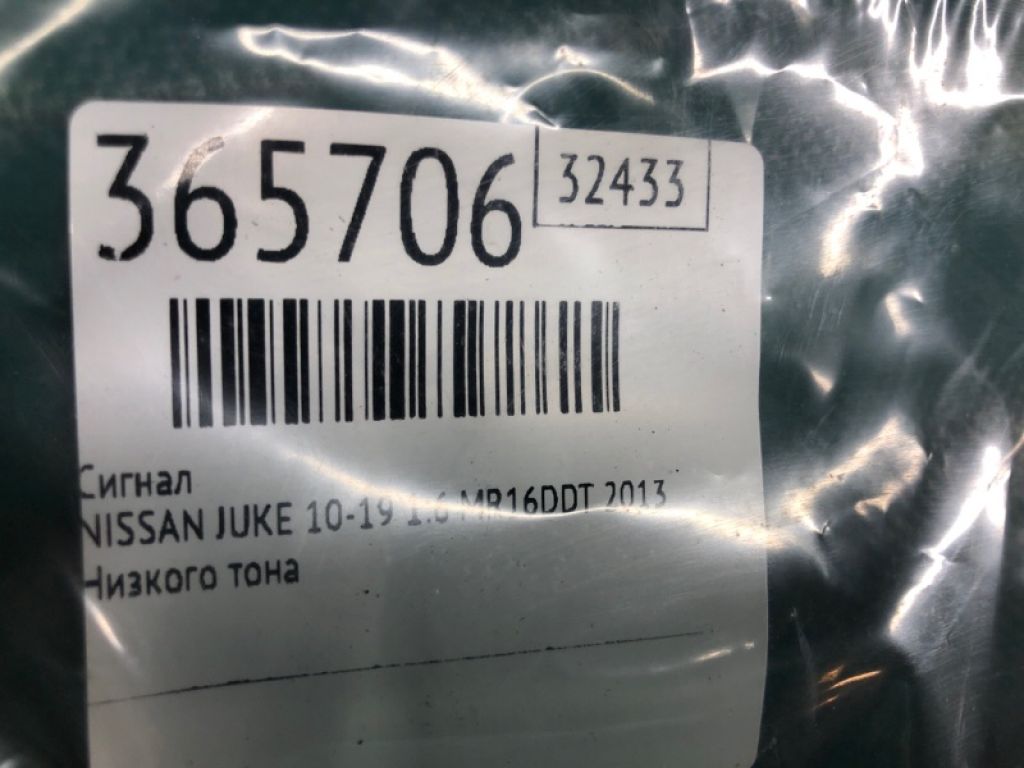 365706
32433
Сигнал
NISSAN JUKE 10-19 1.6 MR16DDT 2013
Низкого тона